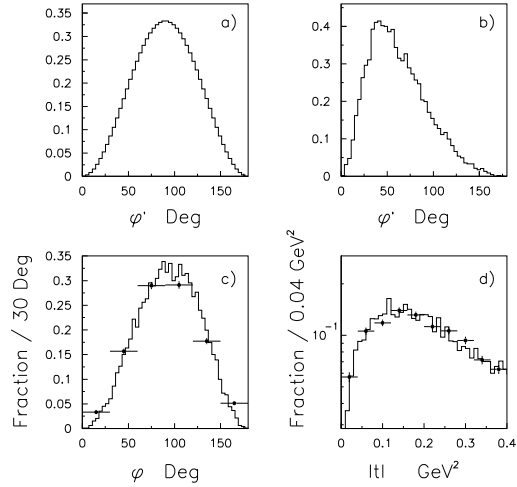 0.35
0.3
0.25
0.2
0.15
0.1
0.05
0
0 50 100 150
a)
φ' Deg
0.4
0.3
0.2
0.1
0
0 50 100 150
b)
φ' Deg
Fraction / 30 Deg
0.35
0.3
0.25
0.2
0.15
0.1
0.05
0
0 50 100 150
c)
φ Deg
Fraction / 0.04 GeV²
10⁻¹
0 0.1 0.2 0.3 0.4
d)
|t| GeV²